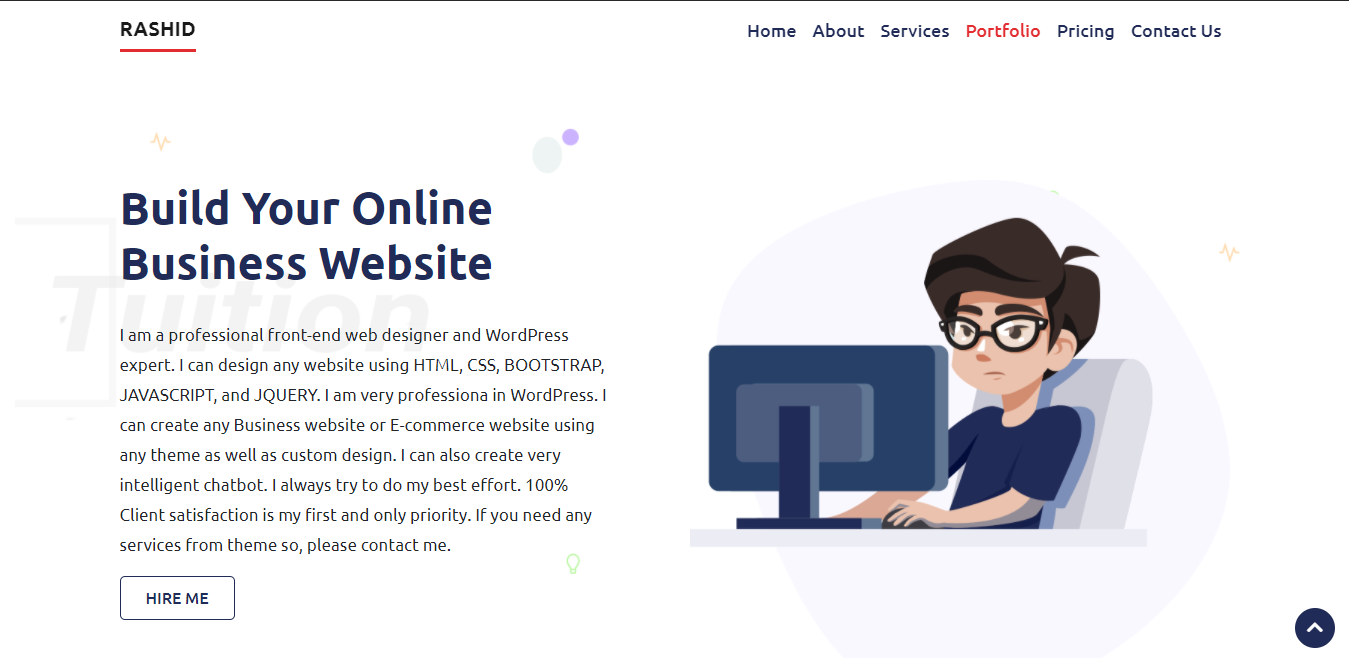 RASHID
Home About Services Portfolio Pricing Contact Us
Build Your Online
Business Website
Tuition
I am a professional front-end web designer and WordPress
expert. I can design any website using HTML, CSS, BOOTSTRAP,
JAVASCRIPT, and JQUERY. I am very professiona in WordPress. I
can create any Business website or E-commerce website using
any theme as well as custom design. I can also create very
intelligent chatbot. I always try to do my best effort. 100%
Client satisfaction is my first and only priority. If you need any
services from theme so, please contact me.
HIRE ME